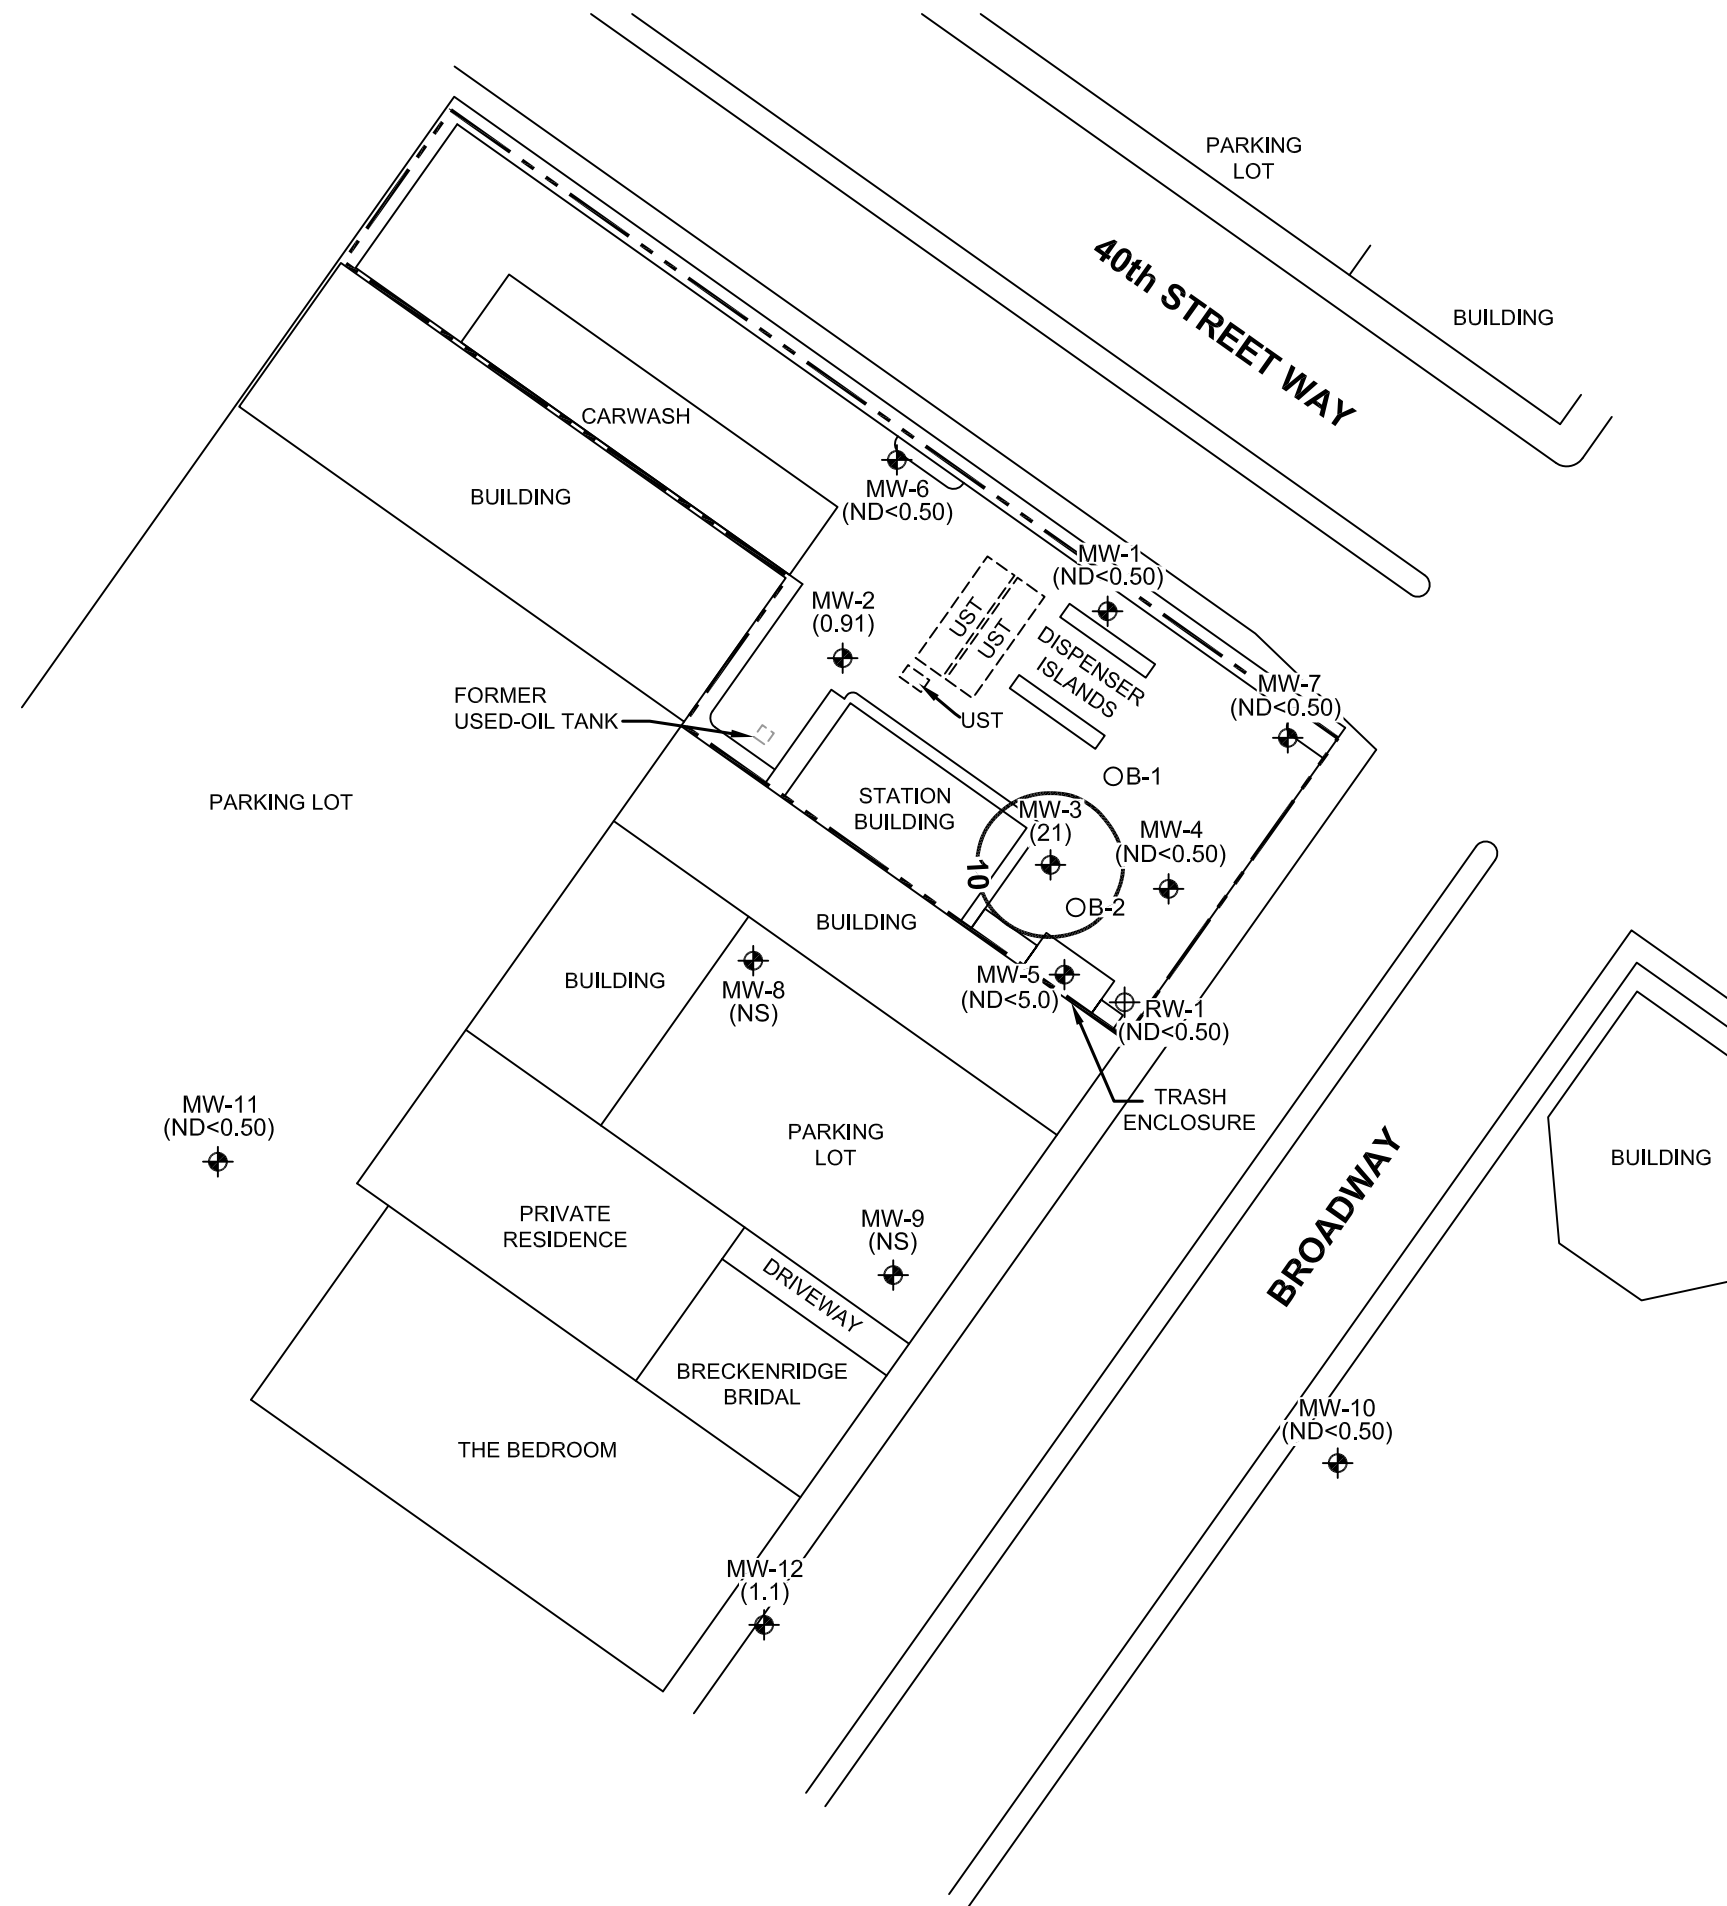 PARKING
LOT
40th STREET WAY
BUILDING
CARWASH
BUILDING
MW-6
(ND<0.50)
MW-1
(ND<0.50)
MW-2
(0.91)
UST
UST
DISPENSER
ISLANDS
MW-7
(ND<0.50)
FORMER
USED-OIL TANK
UST
B-1
PARKING LOT
STATION
BUILDING
MW-3
(21)
MW-4
(ND<0.50)
10
B-2
BUILDING
BUILDING
MW-8
(NS)
MW-5
(ND<5.0)
RW-1
(ND<0.50)
TRASH
ENCLOSURE
MW-11
(ND<0.50)
PARKING
LOT
BROADWAY
BUILDING
PRIVATE
RESIDENCE
MW-9
(NS)
DRIVEWAY
BRECKENRIDGE
BRIDAL
MW-10
(ND<0.50)
THE BEDROOM
MW-12
(1.1)